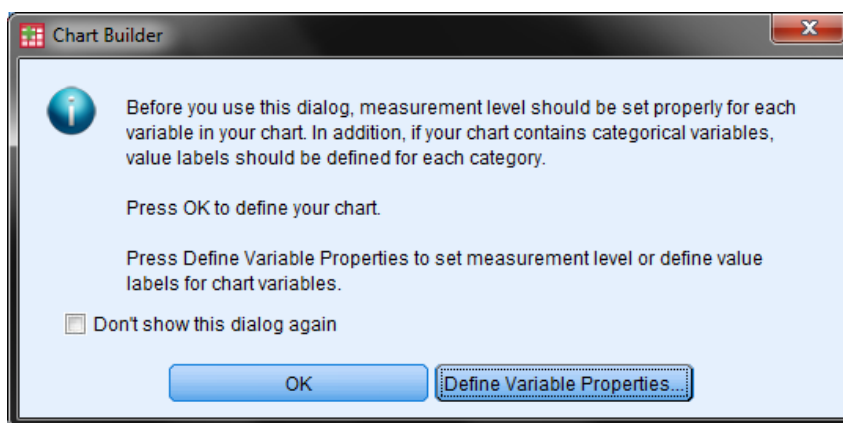 Chart Builder
Before you use this dialog, measurement level should be set properly for each
variable in your chart. In addition, if your chart contains categorical variables,
value labels should be defined for each category.
Press OK to define your chart.
Press Define Variable Properties to set measurement level or define value
labels for chart variables.
Don't show this dialog again
OK
Define Variable Properties...